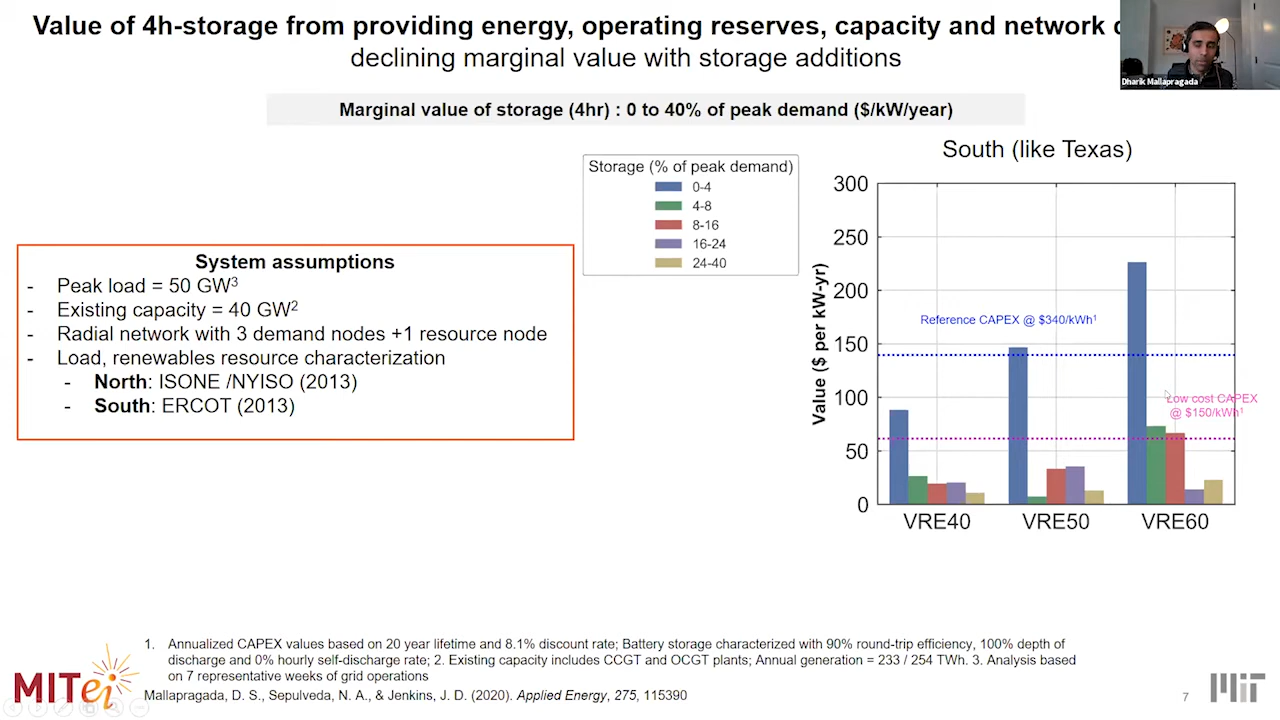 Value of 4h-storage from providing energy, operating reserves, capacity and network
declining marginal value with storage additions
Dharik Mallapragada
Marginal value of storage (4hr) : 0 to 40% of peak demand ($/kW/year)
System assumptions
- Peak load = 50 GW³
- Existing capacity = 40 GW²
- Radial network with 3 demand nodes +1 resource node
- Load, renewables resource characterization
- North: ISONE /NYISO (2013)
- South: ERCOT (2013)
Storage (% of peak demand)
0-4
4-8
8-16
16-24
24-40
South (like Texas)
Value ($ per kW-yr)
300
250
200
150
100
50
0
Reference CAPEX @ $340/kWh¹
Low cost CAPEX
@ $150/kWh¹
VRE40 VRE50 VRE60
1. Annualized CAPEX values based on 20 year lifetime and 8.1% discount rate; Battery storage characterized with 90% round-trip efficiency, 100% depth of
discharge and 0% hourly self-discharge rate; 2. Existing capacity includes CCGT and OCGT plants; Annual generation = 233 / 254 TWh. 3. Analysis based
on 7 representative weeks of grid operations
Mallapragada, D. S., Sepulveda, N. A., & Jenkins, J. D. (2020). Applied Energy, 275, 115390
MITei
7
MIT